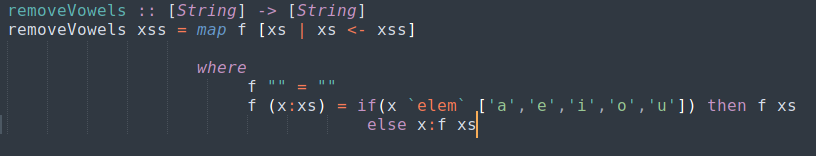 removeVowels :: [String] -> [String]
removeVowels xss = map f [xs | xs <- xss]
where
f "" = ""
f (x:xs) = if(x `elem` ['a','e','i','o','u']) then f xs
else x:f xs